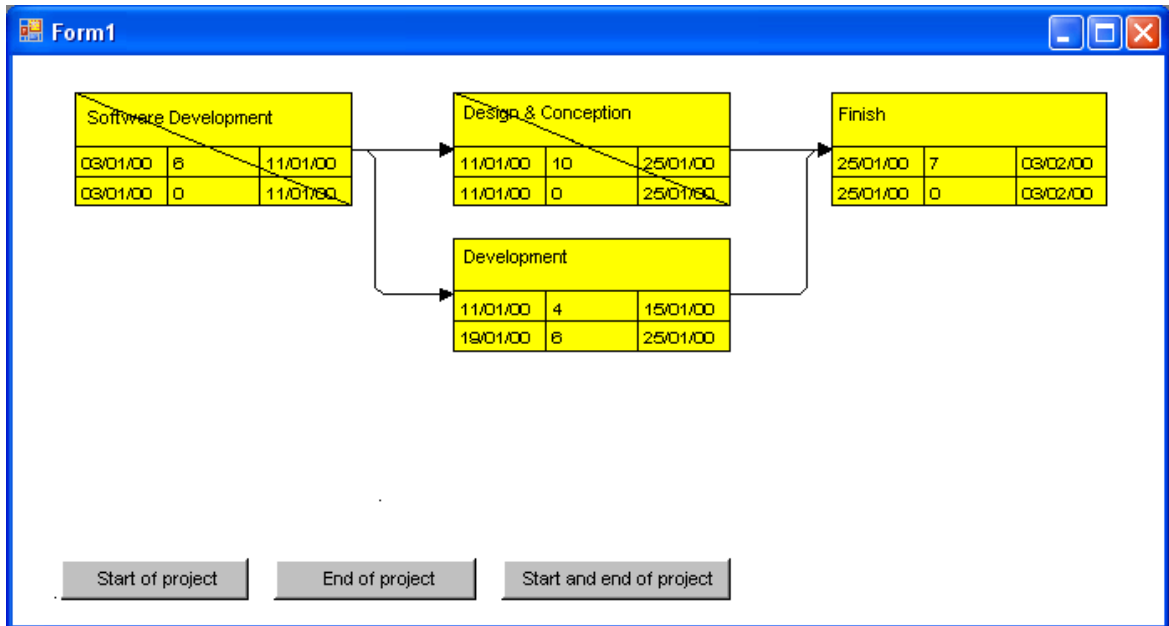 Form1
Software Development
03/01/00 6 11/01/00
03/01/00 0 11/01/00
Design & Conception
11/01/00 10 25/01/00
11/01/00 0 25/01/00
Finish
25/01/00 7 03/02/00
25/01/00 0 03/02/00
Development
11/01/00 4 15/01/00
19/01/00 6 25/01/00
Start of project
End of project
Start and end of project